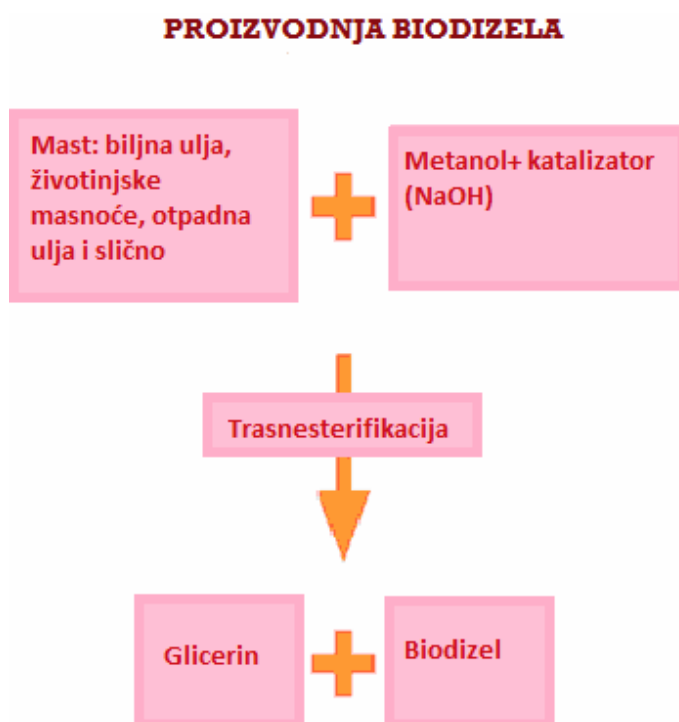 PROIZVODNJA BIODIZELA
Mast: biljna ulja,
životinjske
masnoće, otpadna
ulja i slično
Metanol+ katalizator
(NaOH)
Trasnesterifikacija
Glicerin
Biodizel